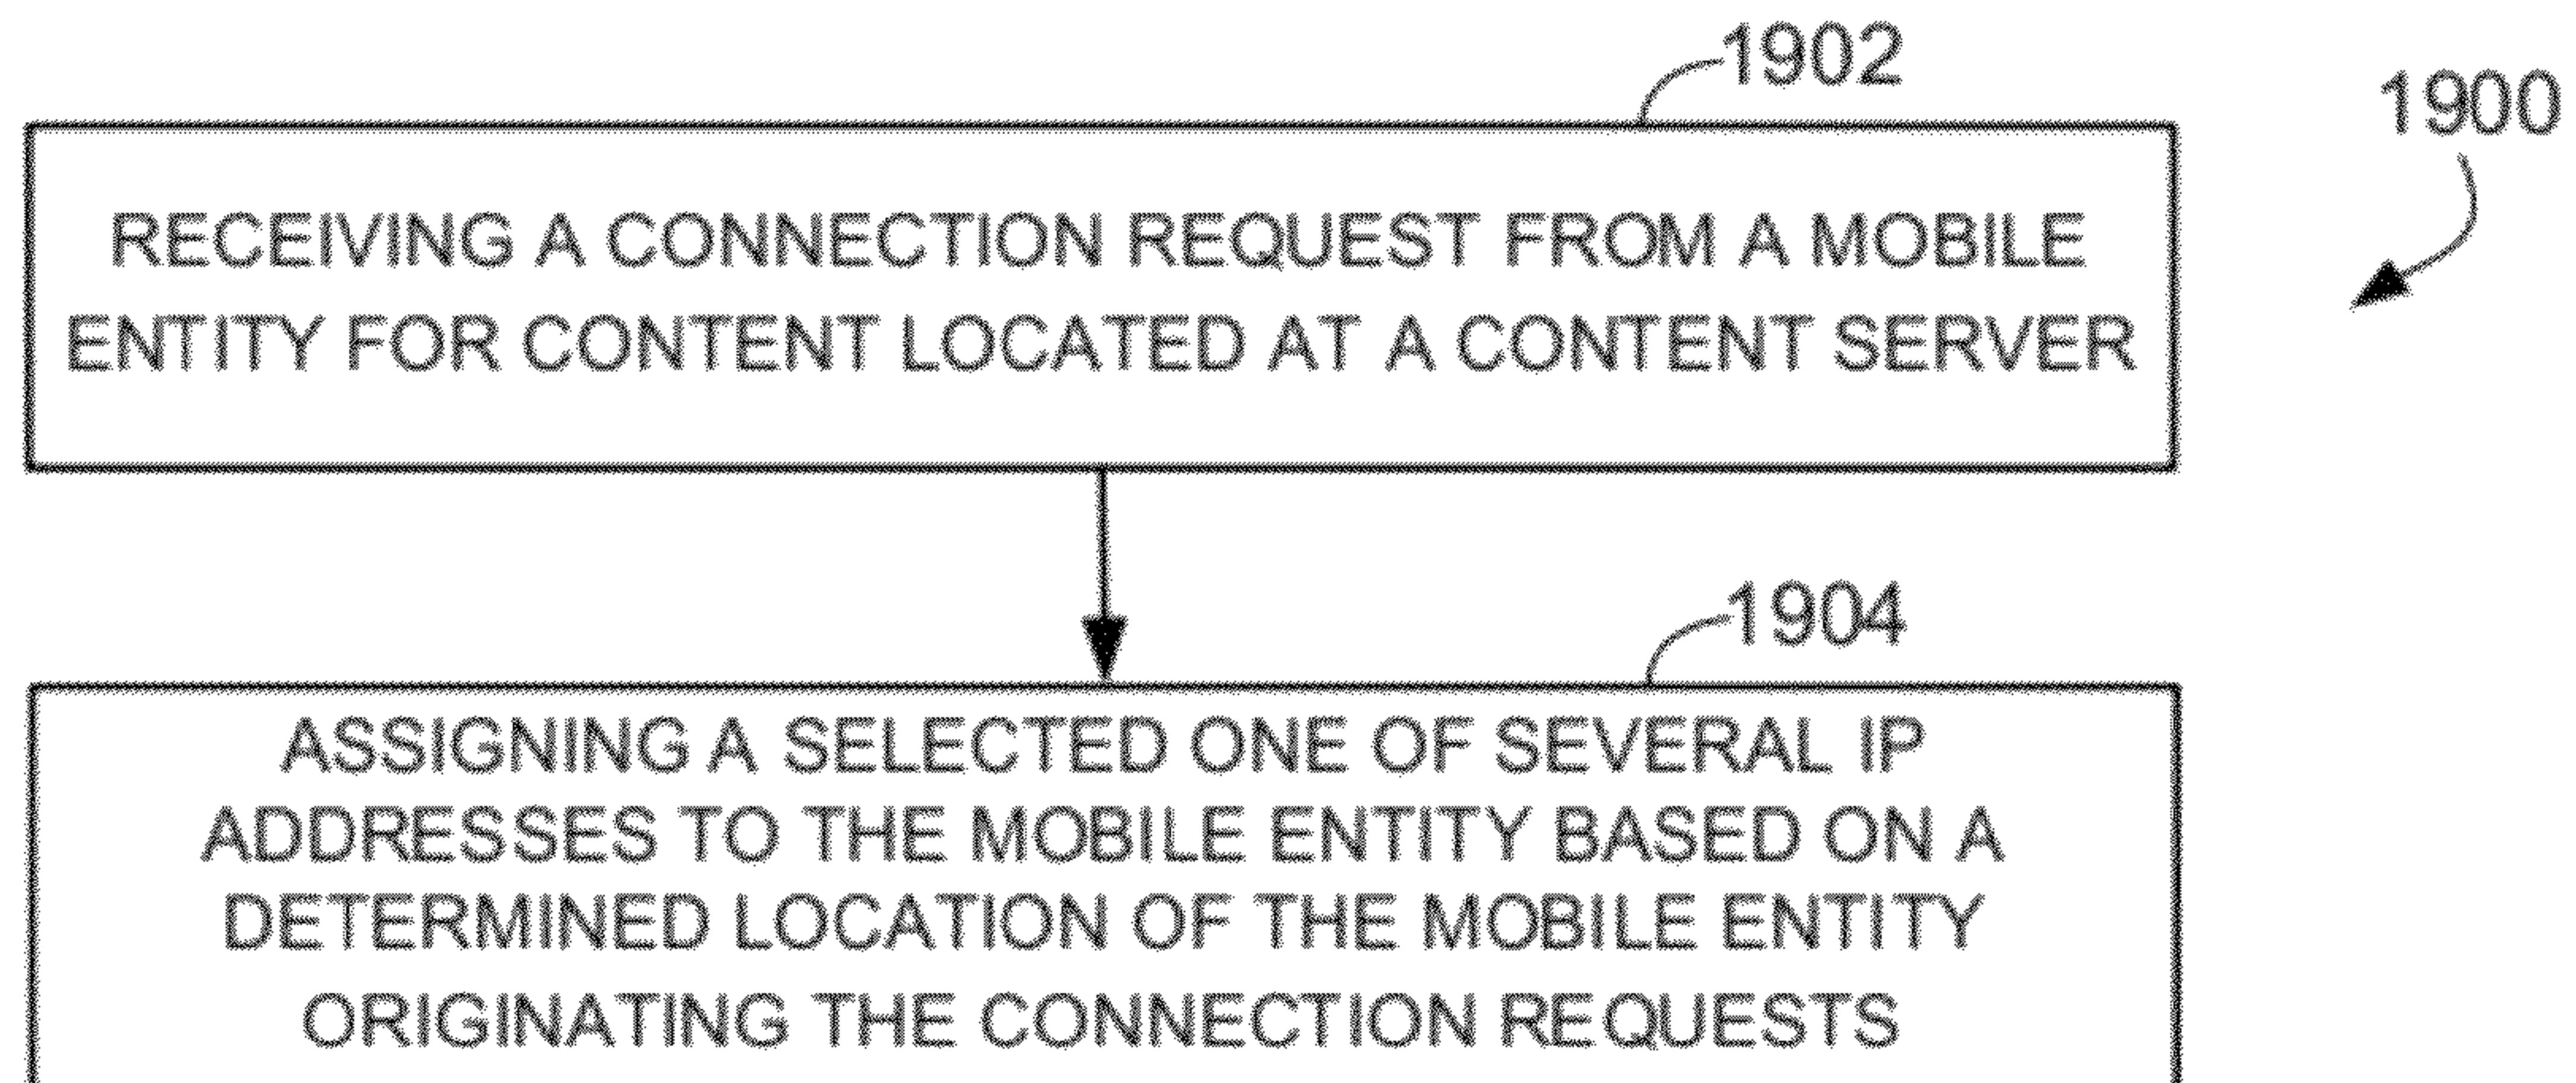 1902
1900
RECEIVING A CONNECTION REQUEST FROM A MOBILE
ENTITY FOR CONTENT LOCATED AT A CONTENT SERVER
1904
ASSIGNING A SELECTED ONE OF SEVERAL IP
ADDRESSES TO THE MOBILE ENTITY BASED ON A
DETERMINED LOCATION OF THE MOBILE ENTITY
ORIGINATING THE CONNECTION REQUESTS